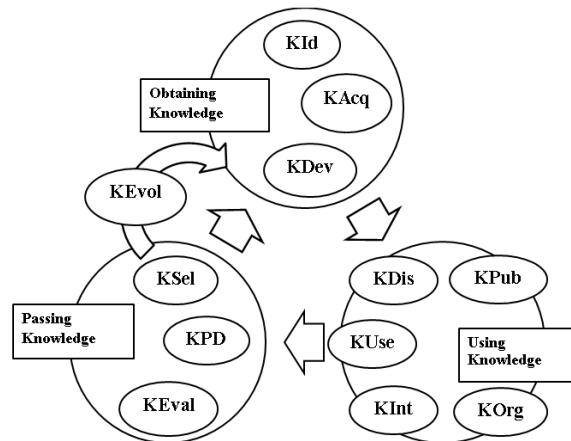 KId
Obtaining
Knowledge
KAcq
KDev
KEvol
KSel
KDis
KPub
Passing
Knowledge
KPD
KUse
Using
Knowledge
KEval
KInt
KOrg